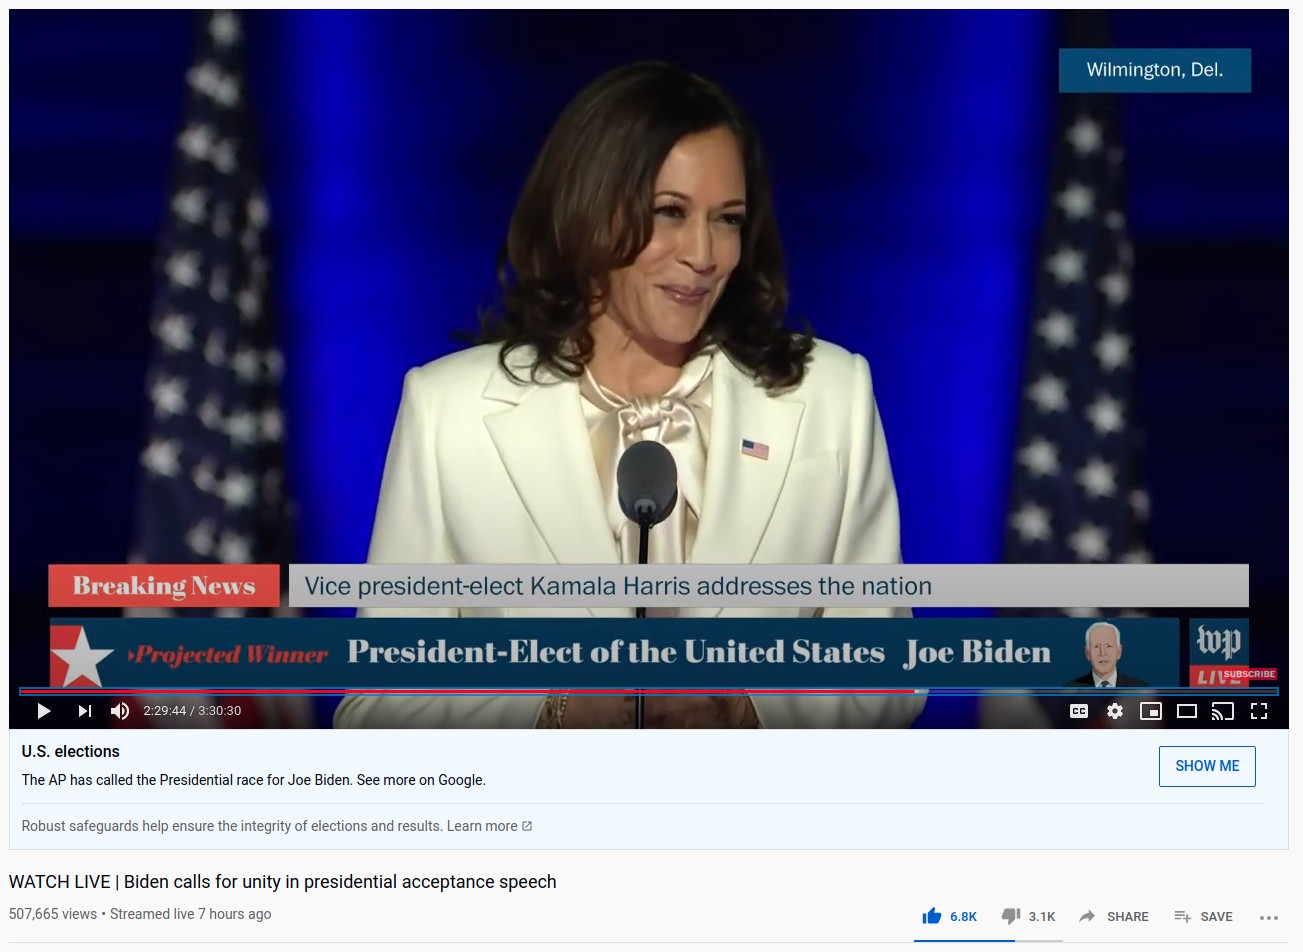 Wilmington, Del.
Breaking News
Vice president-elect Kamala Harris addresses the nation
Projected Winner
President-Elect of the United States Joe Biden
wp
LIVE
SUBSCRIBE
2:29:44 / 3:30:30
CC
U.S. elections
The AP has called the Presidential race for Joe Biden. See more on Google.
SHOW ME
Robust safeguards help ensure the integrity of elections and results. Learn more
WATCH LIVE | Biden calls for unity in presidential acceptance speech
507,665 views • Streamed live 7 hours ago
6.8K
3.1K
SHARE
SAVE